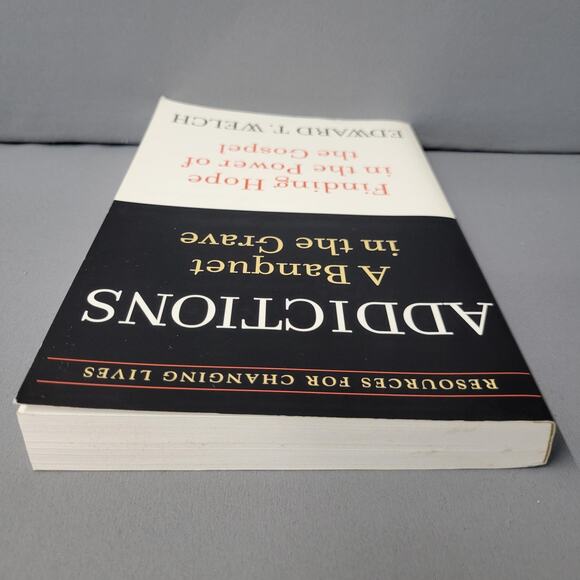 RESOURCES FOR CHANGING LIVES
ADDICTIONS
A Banquet
in the Grave
Finding Hope
in the Power of
the Gospel
EDWARD T. WELCH